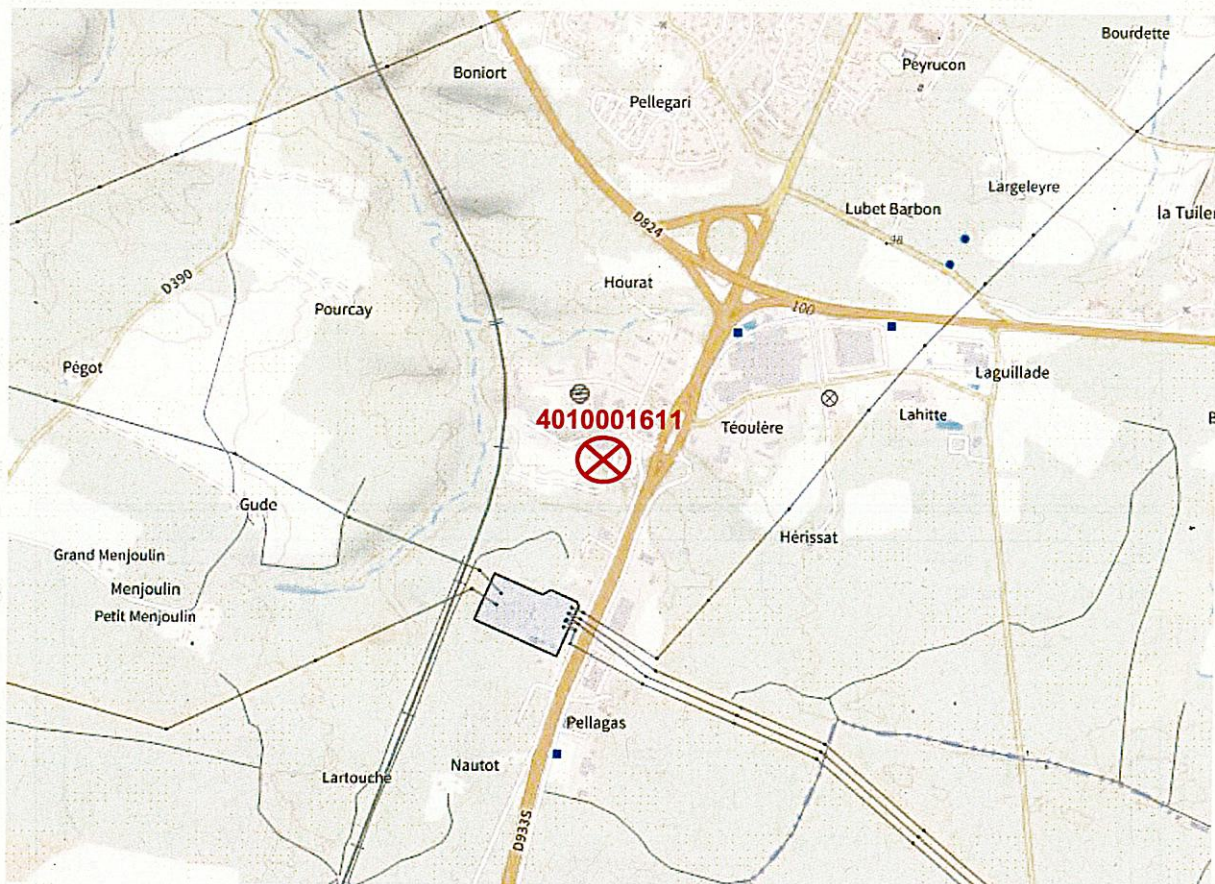 Bourdette
Boniort
Peyrucon
Pellegari
Largeleyre
Lubet Barbon
la Tuiler
D824
98
D390
Hourat
Pourcay
100
Pégot
Laguillade
4010001611
Téoulère
Lahitte
B
Gude
Hérissat
Grand Menjoulin
Menjoulin
Petit Menjoulin
Pellagas
Nautot
Lartouche
D933S